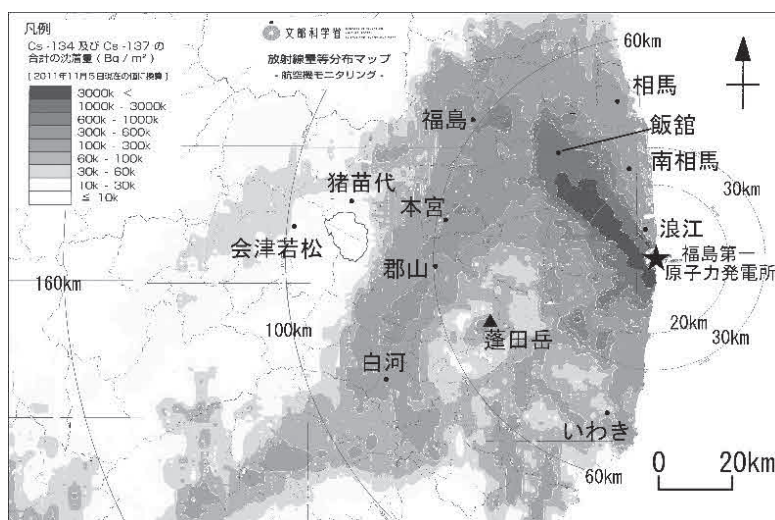 凡例
Cs-134 及び Cs-137 の
合計の沈着量 ( Bq / m² )
[ 2011年11月5日現在の値に換算 ]
3000k <
1000k - 3000k
600k - 1000k
300k - 600k
100k - 300k
60k - 100k
30k - 60k
10k - 30k
≤ 10k
文部科学省
放射線量等分布マップ
- 航空機モニタリング -
60km
相馬
福島
飯舘
南相馬
猪苗代
30km
本宮
浪江
会津若松
福島第一
原子力発電所
郡山
160km
100km
20km
蓬田岳
30km
白河
いわき
60km
0 20km